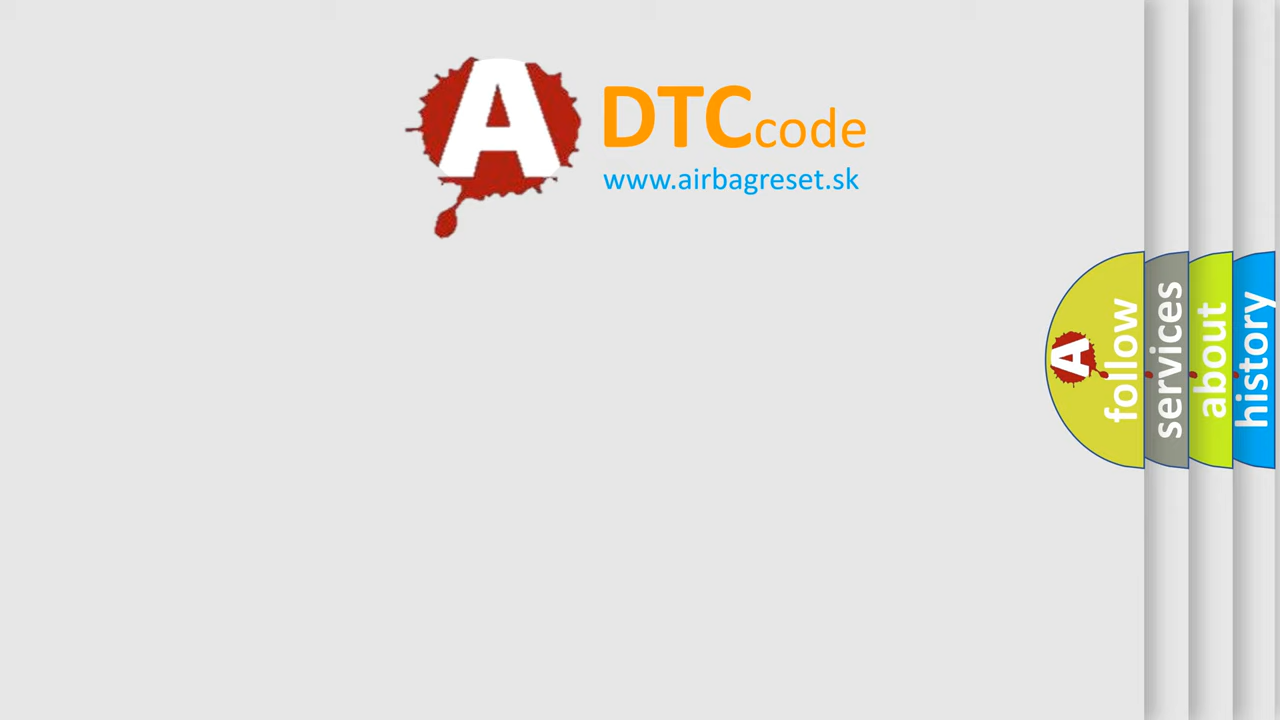 A
DTCcode
www.airbagreset.sk
A
follow
services
about
history